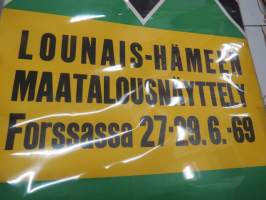 LOUNAIS-HÄMEEN
MAATALOUSNÄYTTELY
Forssassa 27-29.6.-69